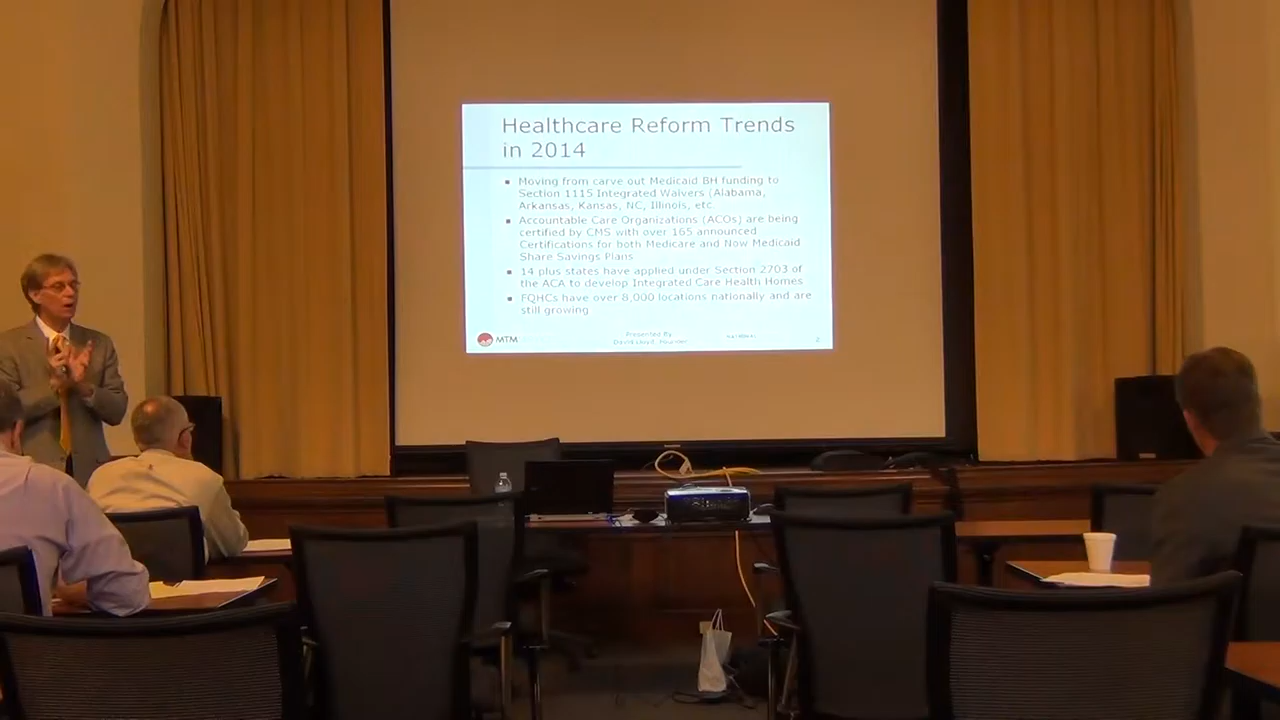 Healthcare Reform Trends
in 2014
Moving from carve out Medicaid BH funding to
Section 1115 Integrated Waivers (Alabama,
Arkansas, Kansas, NC, Illinois, etc
Accountable Care Organizations (ACOs) are being
certified by CMS with over 165 announced
Certifications for both Medicare and Now Medicaid
Share Savings Plans
14 plus states have applied under Section 2703 of
the ACA to develop Integrated Care Health Homes
FQHCs have over 8,000 locations nationally and are
still growing
MTM
Presented By
David Lloyd, Founder
2